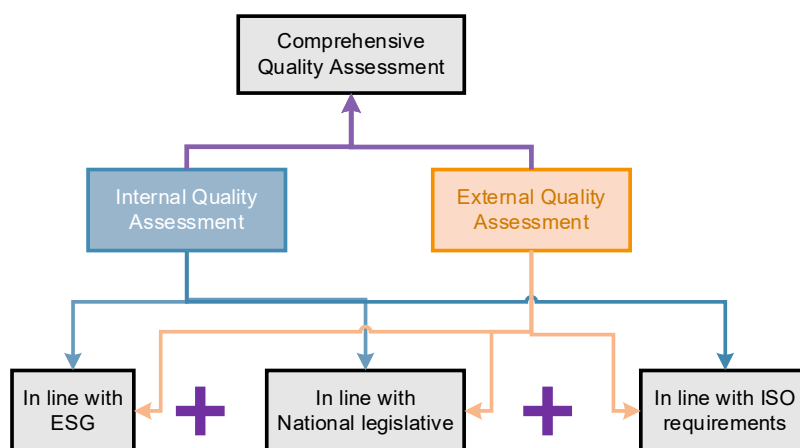 Comprehensive
Quality Assessment
Internal Quality
Assessment
External Quality
Assessment
In line with
ESG
In line with
National legislative
In line with ISO
requirements